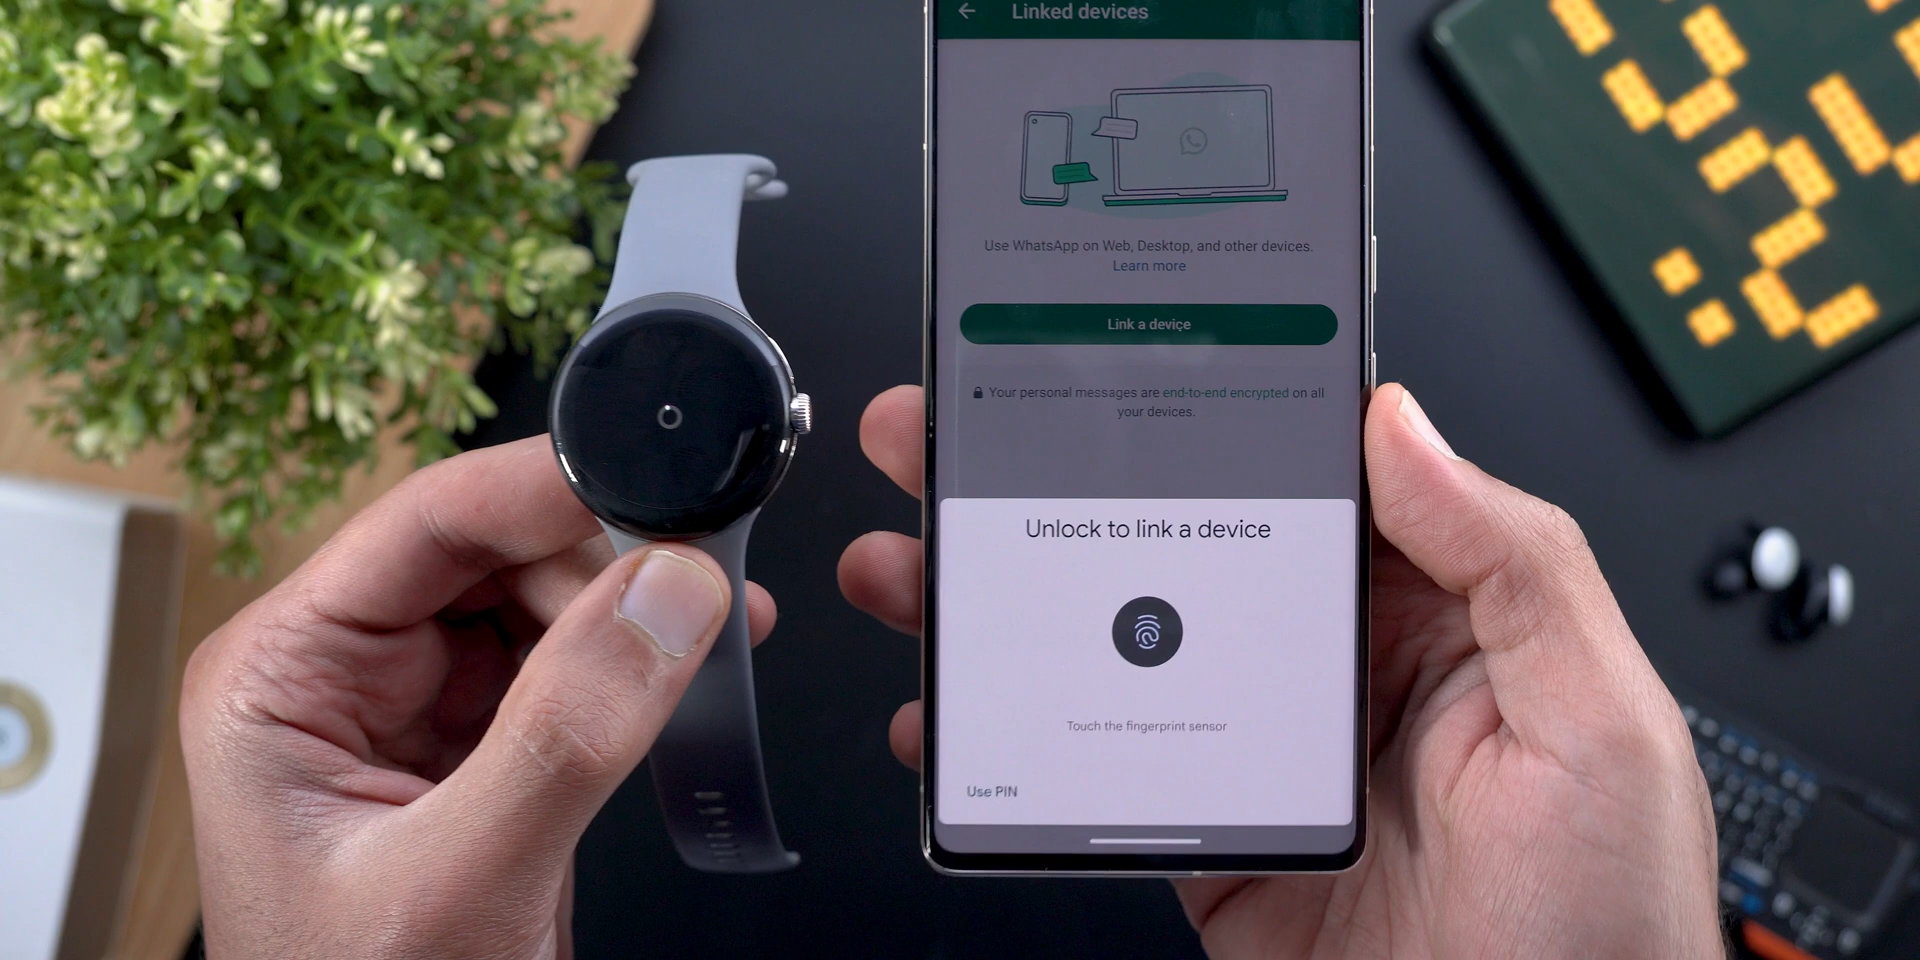 Linked devices
Use WhatsApp on Web, Desktop, and other devices.
Learn more
Link a device
Your personal messages are end-to-end encrypted on all
your devices.
Unlock to link a device
Touch the fingerprint sensor
Use PIN